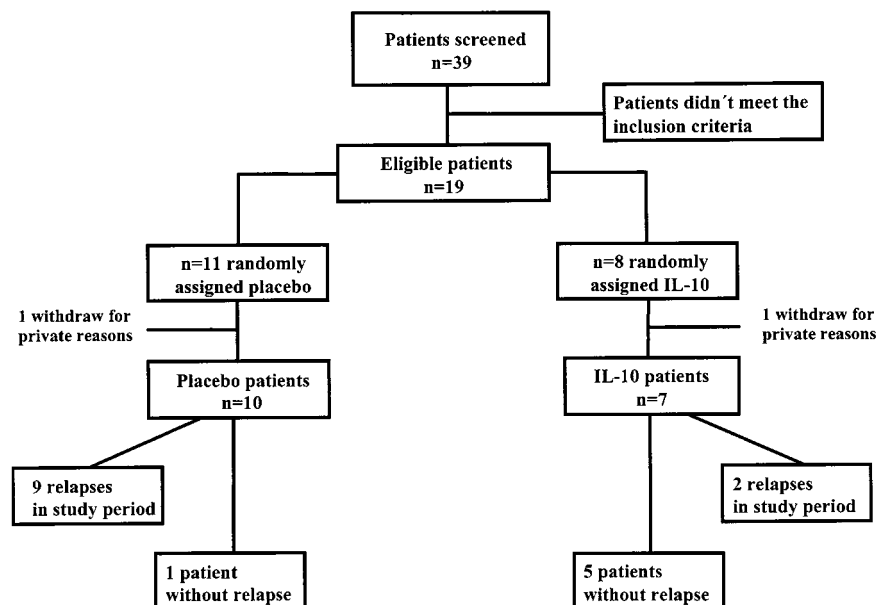 Patients screened
n=39
Patients didn´t meet the
inclusion criteria
Eligible patients
n=19
n=11 randomly
assigned placebo
n=8 randomly
assigned IL-10
1 withdraw for
private reasons
1 withdraw for
private reasons
Placebo patients
n=10
IL-10 patients
n=7
9 relapses
in study period
2 relapses
in study period
1 patient
without relapse
5 patients
without relapse